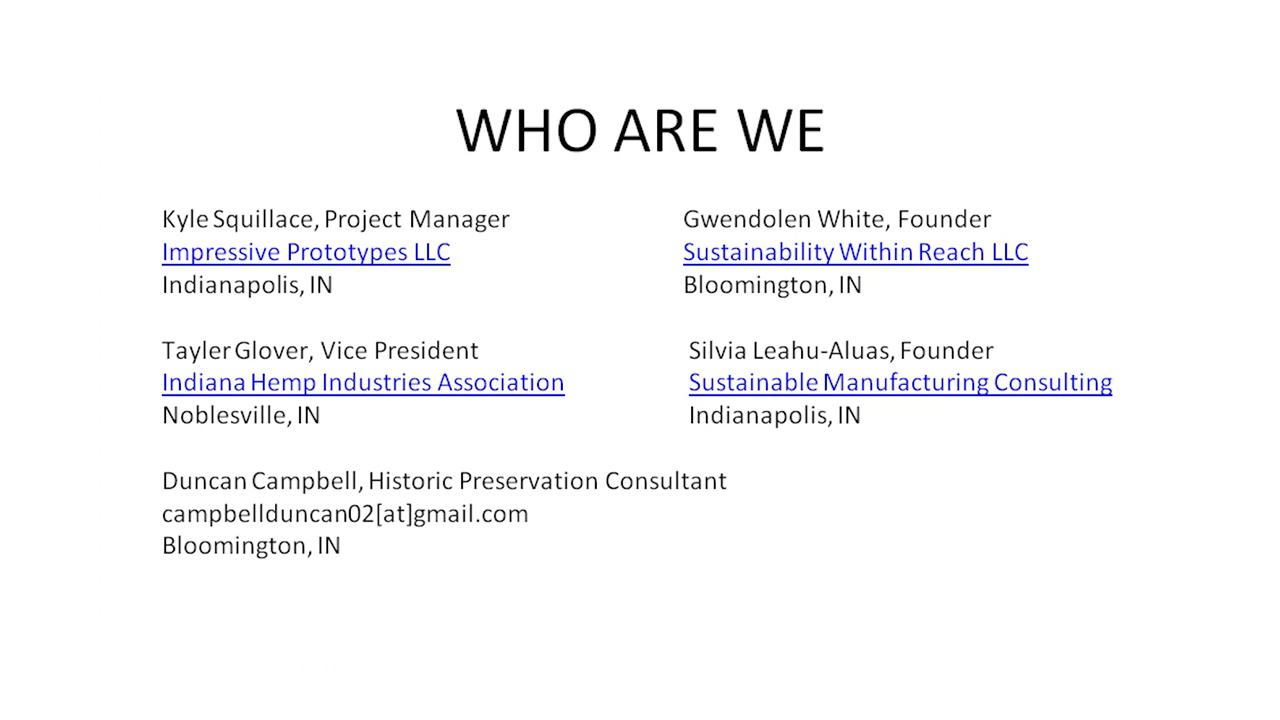 WHO ARE WE
Kyle Squillace, Project Manager
Impressive Prototypes LLC
Indianapolis, IN
Gwendolen White, Founder
Sustainability Within Reach LLC
Bloomington, IN
Tayler Glover, Vice President
Indiana Hemp Industries Association
Noblesville, IN
Silvia Leahu-Aluas, Founder
Sustainable Manufacturing Consulting
Indianapolis, IN
Duncan Campbell, Historic Preservation Consultant
campbellduncan02[at]gmail.com
Bloomington, IN